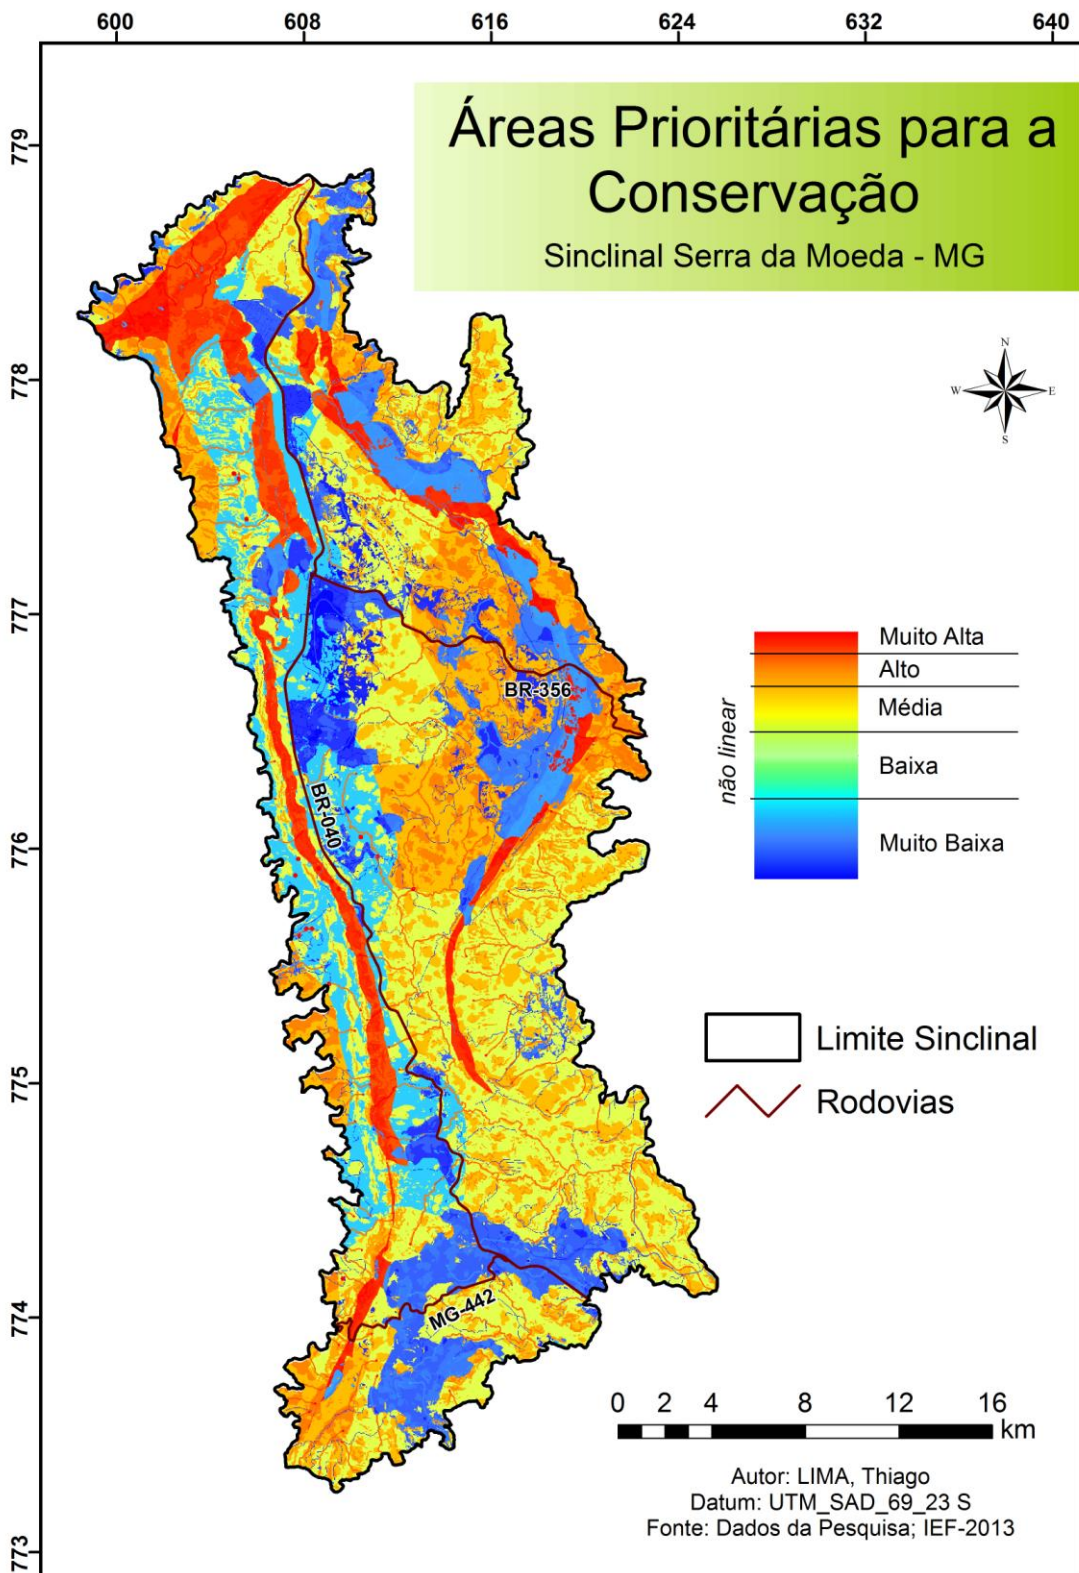 600 608 616 624 632 640
Áreas Prioritárias para a
Conservação
Sinclinal Serra da Moeda - MG
779
778
777
776
775
774
773
N
W E
S
BR-356
BR-040
MG-442
não linear
Muito Alta
Alto
Média
Baixa
Muito Baixa
Limite Sinclinal
Rodovias
0 2 4 8 12 16
km
Autor: LIMA, Thiago
Datum: UTM_SAD_69_23 S
Fonte: Dados da Pesquisa; IEF-2013